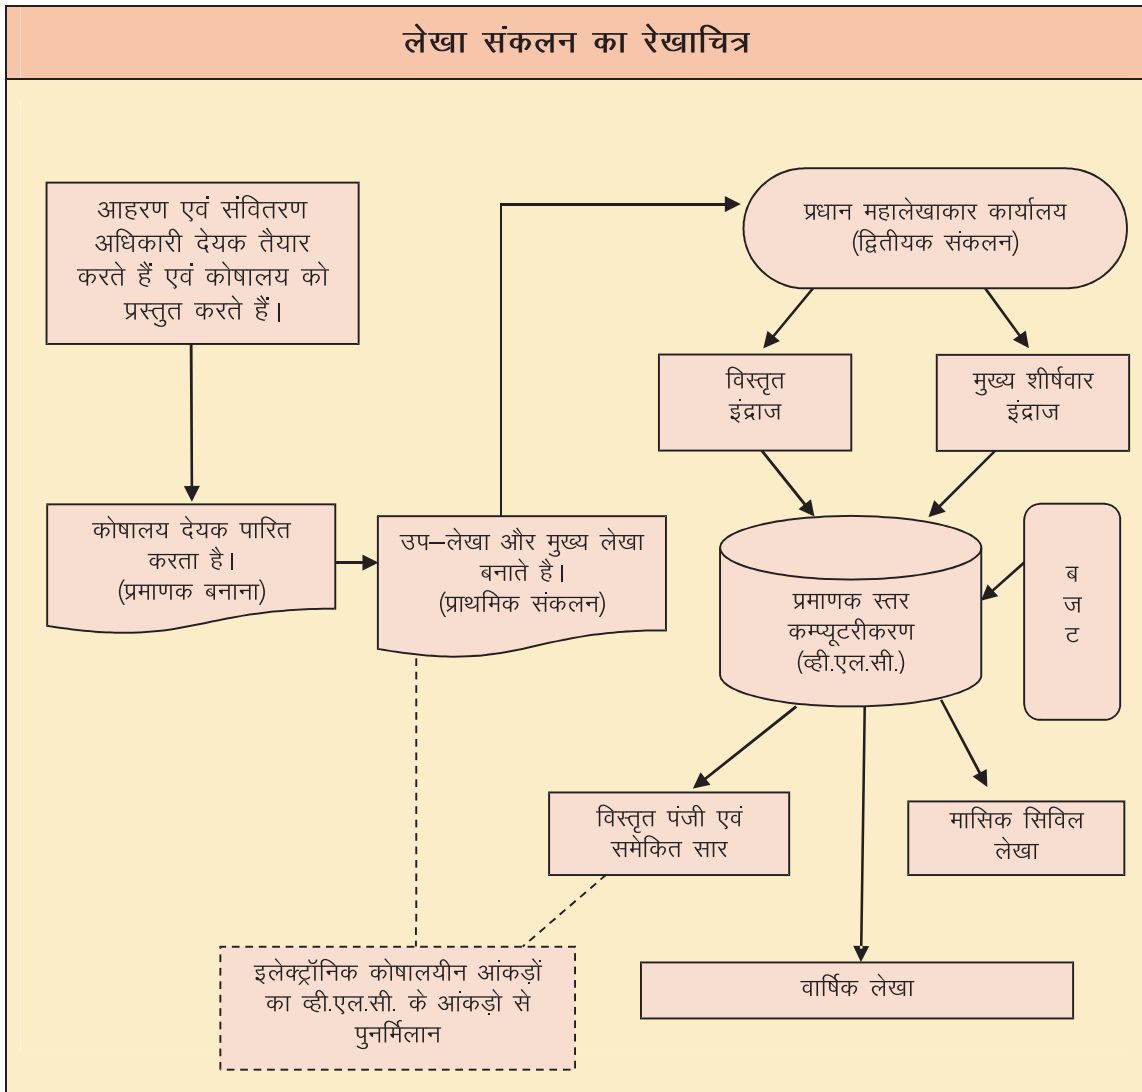 लेखा संकलन का रेखाचित्र
आहरण एवं संवितरण
अधिकारी देयक तैयार
करते हैं एवं कोषालय को
प्रस्तुत करते हैं।
प्रधान महालेखाकार कार्यालय
(द्वितीयक संकलन)
विस्तृत
इंद्राज
मुख्य शीर्षवार
इंद्राज
कोषालय देयक पारित
करता है।
(प्रमाणक बनाना)
उप–लेखा और मुख्य लेखा
बनाते है।
(प्राथमिक संकलन)
प्रमाणक स्तर
कम्प्यूटरीकरण
(व्ही.एल.सी.)
ब
ज
ट
विस्तृत पंजी एवं
समेकित सार
मासिक सिविल
लेखा
इलेक्ट्रॉनिक कोषालयीन आंकड़ों
का व्ही.एल.सी. के आंकड़ो से
पुनर्मिलान
वार्षिक लेखा